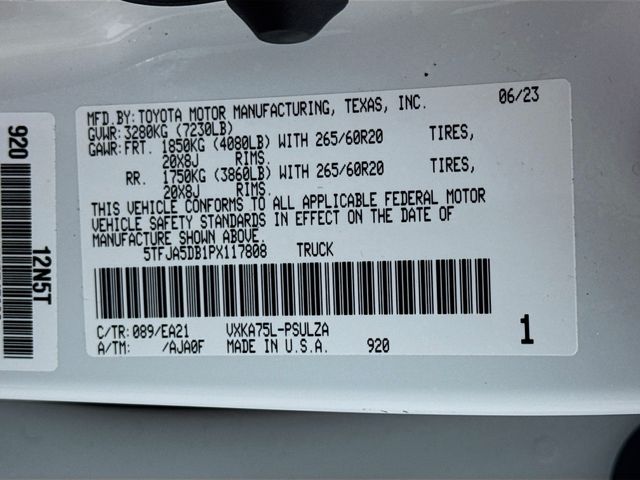 MFD.BY: TOYOTA MOTOR MANUFACTURING, TEXAS, INC. 06/23
GVWR: 3280KG (7230LB)
GAWR: FRT. 1850KG (4080LB) WITH 265/60R20 TIRES,
20X8J RIMS.
RR. 1750KG (3860LB) WITH 265/60R20 TIRES,
20X8J RIMS.
THIS VEHICLE CONFORMS TO ALL APPLICABLE FEDERAL MOTOR
VEHICLE SAFETY STANDARDS IN EFFECT ON THE DATE OF
MANUFACTURE SHOWN ABOVE.
5TFJA5DB1PX117808 TRUCK
C/TR: 089/EA21 VXKA75L-PSULZA
A/TM: /AJA0F MADE IN U.S.A. 920 1
920
12N5T